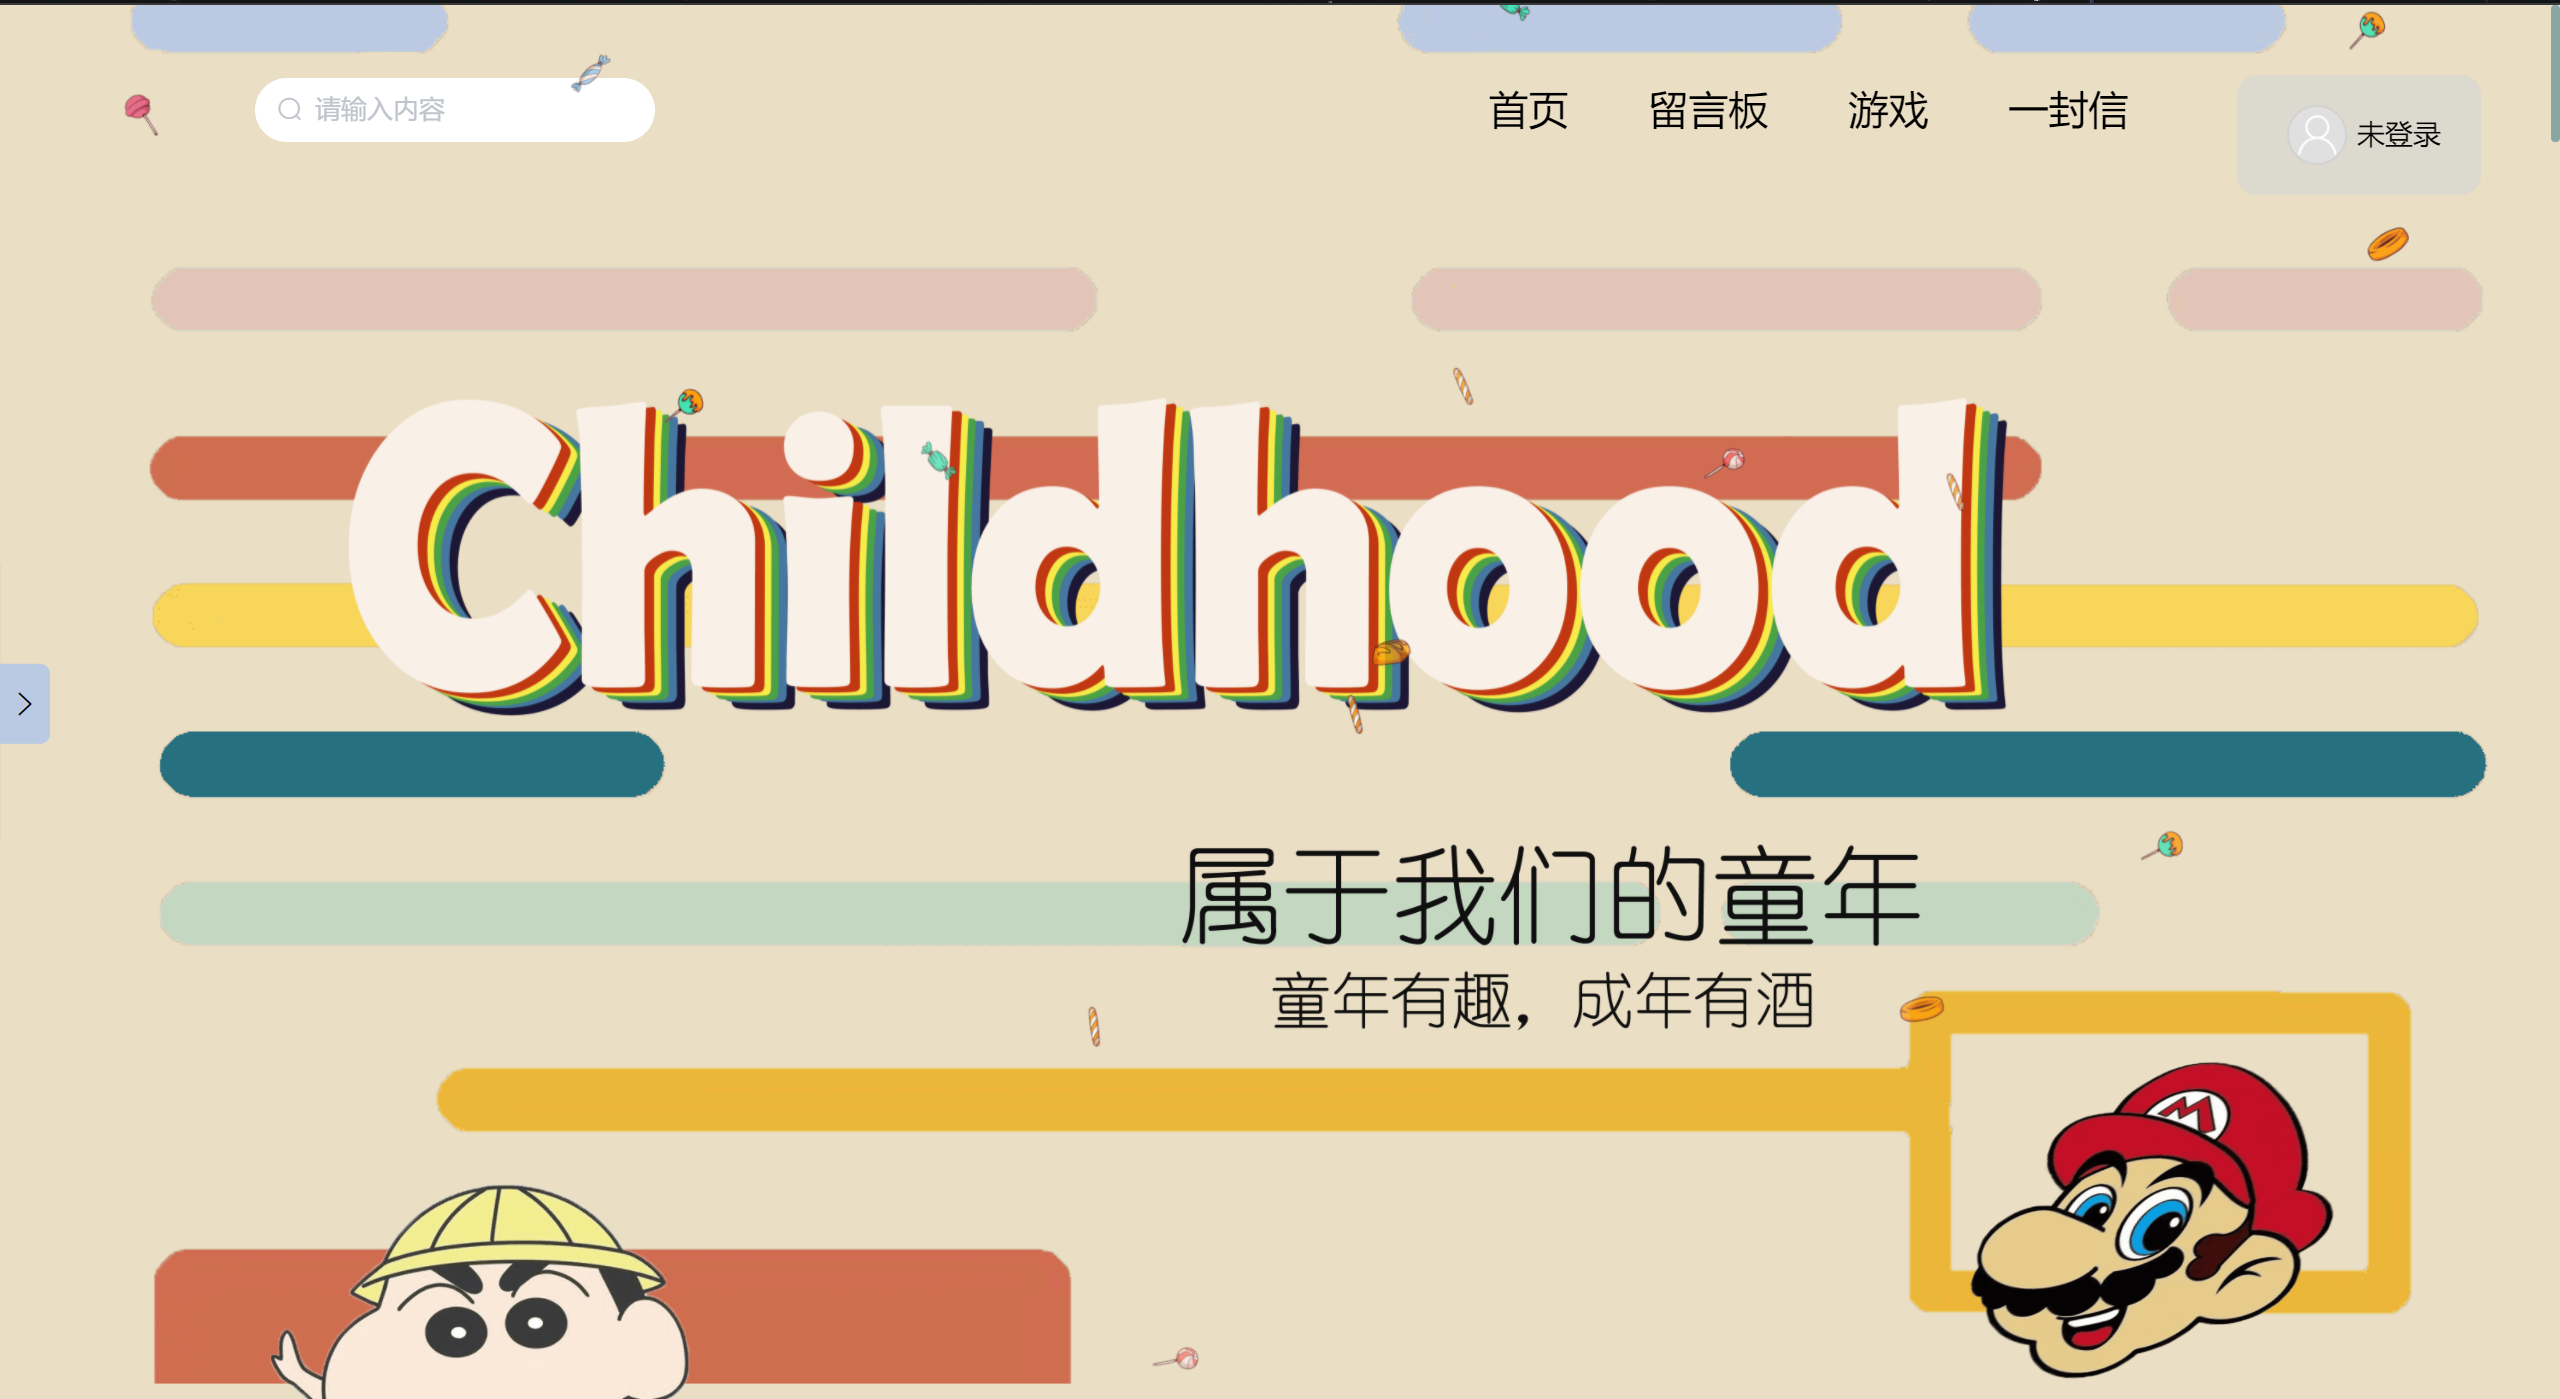 请输入内容
首页 留言板 游戏 一封信
未登录
Childhood
属于我们的童年
童年有趣，成年有酒
M